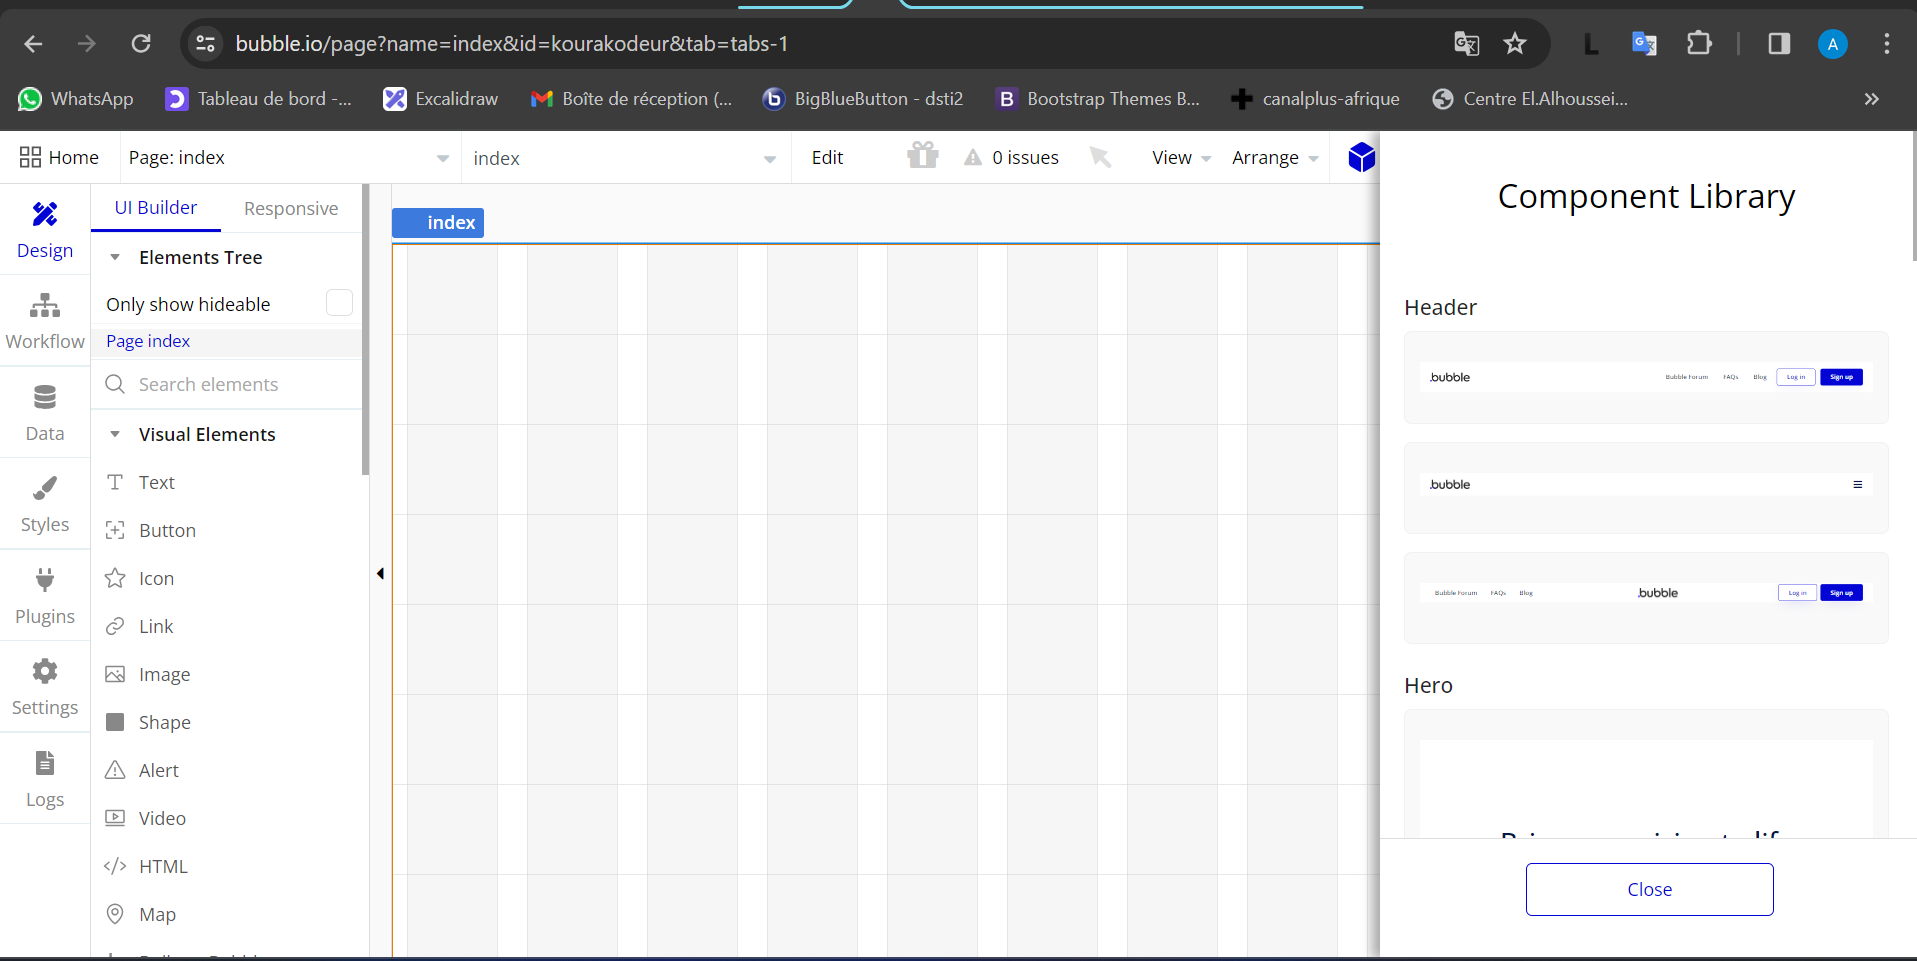 bubble.io/page?name=index&id=kourakodeur&tab=tabs-1
A
WhatsApp
Tableau de bord -...
Excalidraw
Boîte de réception (...
BigBlueButton - dsti2
Bootstrap Themes B...
canalplus-afrique
Centre El.Alhoussei...
Home
Page: index
index
Edit
0 issues
View
Arrange
Design
Workflow
Data
Styles
Plugins
Settings
Logs
UI Builder
Responsive
Elements Tree
Only show hideable
Page index
Search elements
Visual Elements
Text
Button
Icon
Link
Image
Shape
Alert
Video
HTML
Map
index
Component Library
Header
.bubble
Bubble Forum
FAQs
Blog
Log in
Sign up
.bubble
Bubble Forum
FAQs
Blog
.bubble
Log in
Sign up
Hero
Close